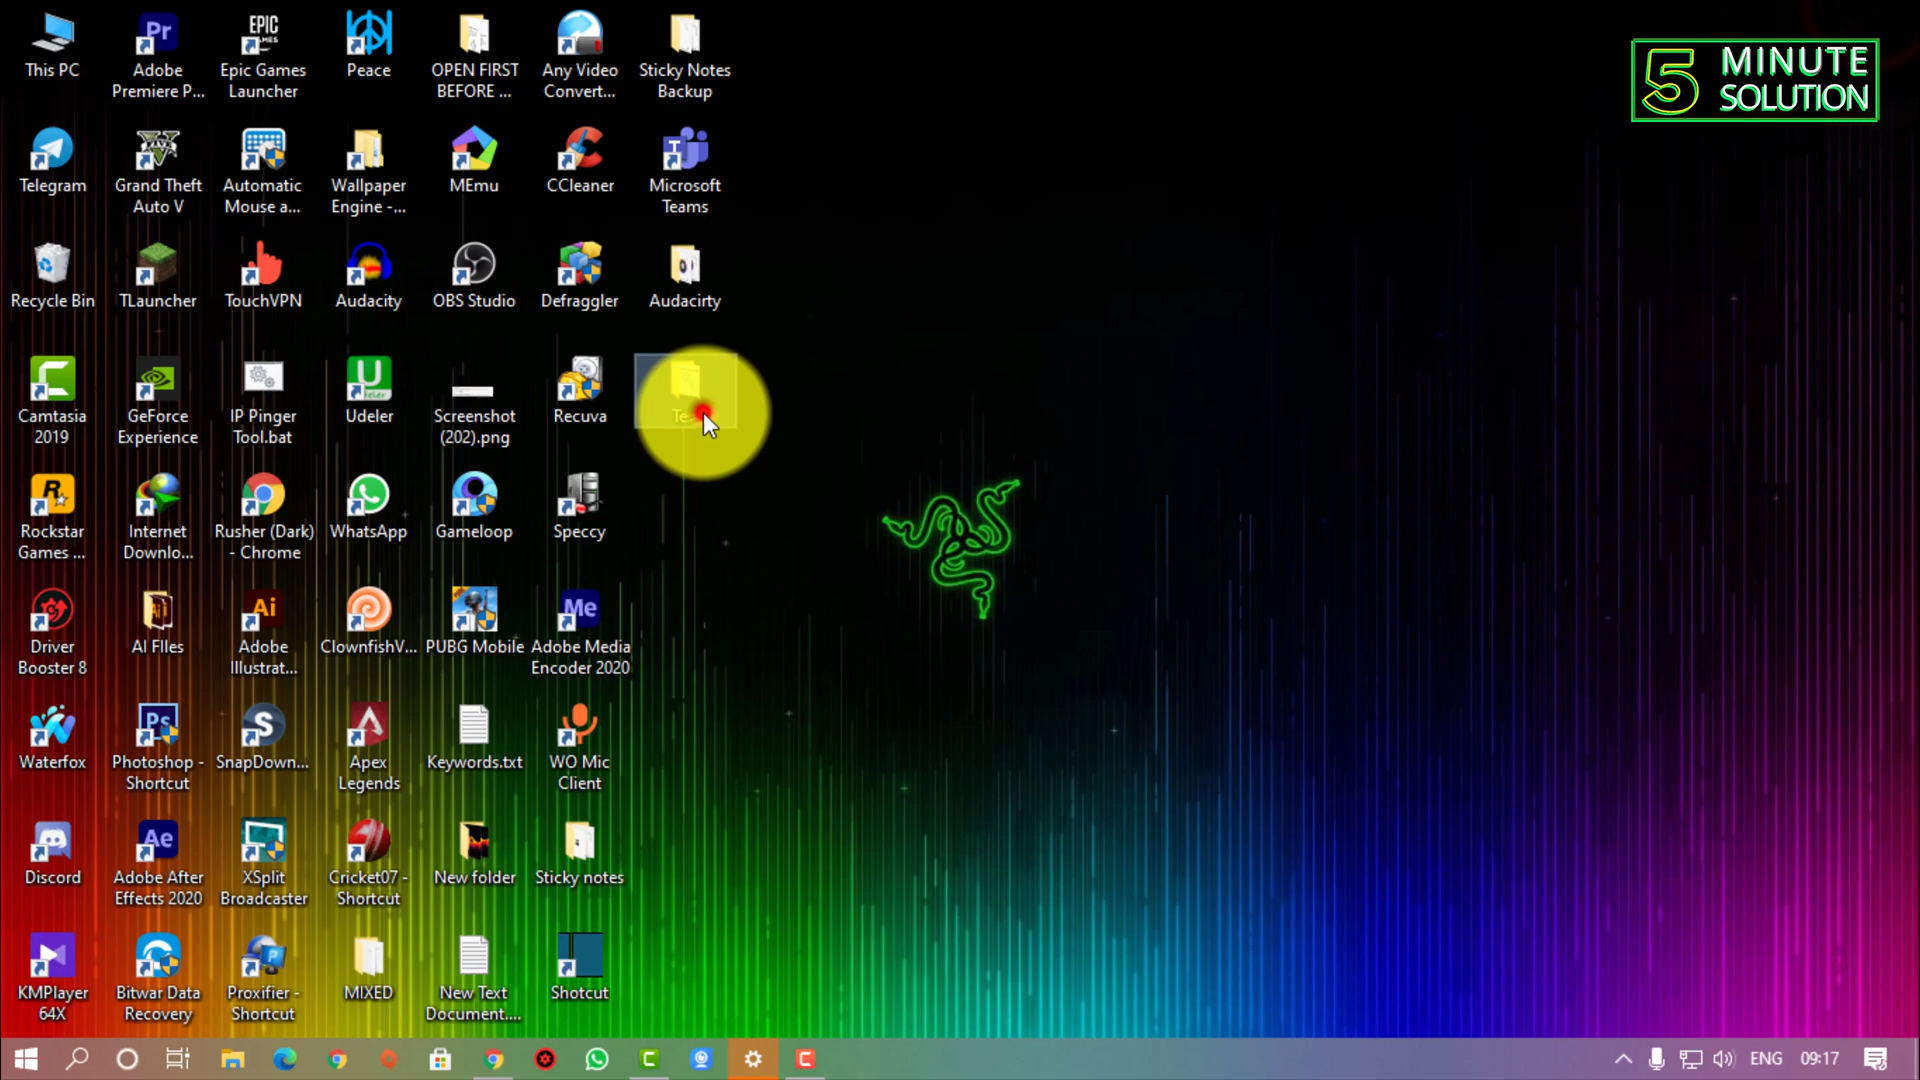 This PC
Adobe
Premiere P...
EPIC
GAMES
Epic Games
Launcher
Peace
OPEN FIRST
BEFORE ...
Any Video
Convert...
Sticky Notes
Backup
5 MINUTE
SOLUTION
Telegram
Grand Theft
Auto V
Automatic
Mouse a...
Wallpaper
Engine -...
MEmu
CCleaner
Microsoft
Teams
Recycle Bin
TLauncher
TouchVPN
Audacity
OBS Studio
Defraggler
Audacirty
Camtasia
2019
GeForce
Experience
IP Pinger
Tool.bat
Udeler
Screenshot
(202).png
Recuva
Rockstar
Games ...
Internet
Downlo...
Rusher (Dark)
- Chrome
WhatsApp
Gameloop
Speccy
Driver
Booster 8
AI FIles
Adobe
Illustrat...
ClownfishV...
PUBG Mobile
Adobe Media
Encoder 2020
Waterfox
Photoshop -
Shortcut
SnapDown...
Apex
Legends
Keywords.txt
WO Mic
Client
Discord
Adobe After
Effects 2020
XSplit
Broadcaster
Cricket07 -
Shortcut
New folder
Sticky notes
KMPlayer
64X
Bitwar Data
Recovery
Proxifier -
Shortcut
MIXED
New Text
Document....
Shotcut
ENG
09:17